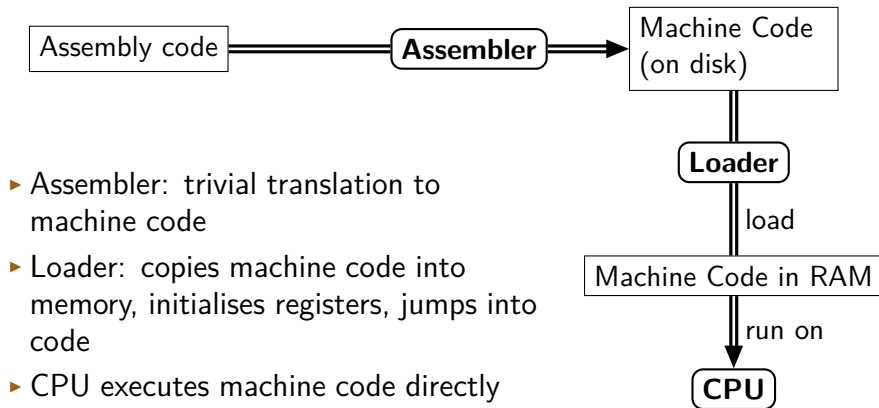 Assembly code
Assembler
Machine Code
(on disk)
Loader
load
Machine Code in RAM
run on
CPU
▸ Assembler: trivial translation to
machine code
▸ Loader: copies machine code into
memory, initialises registers, jumps into
code
▸ CPU executes machine code directly